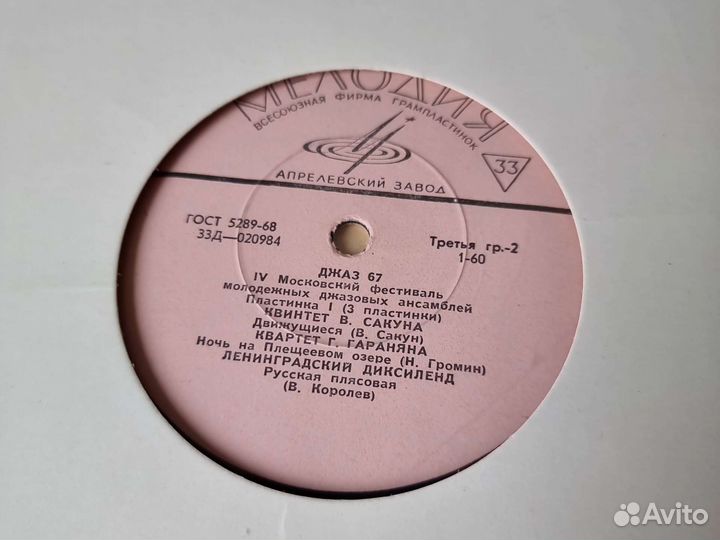 МЕЛОДИЯ
ВСЕСОЮЗНАЯ ФИРМА ГРАМПЛАСТИНОК
33
АПРЕЛЕВСКИЙ ЗАВОД
ГОСТ 5289-68
33Д—020984
Третья гр.-2
1-60
ДЖАЗ 67
IV Московский фестиваль
молодежных джазовых ансамблей
Пластинка I (3 пластинки)
КВИНТЕТ В. САКУНА
Движущиеся (В. Сакун)
КВАРТЕТ Г. ГАРАНЯНА
Ночь на Плещеевом озере (Н. Громин)
ЛЕНИНГРАДСКИЙ ДИКСИЛЕНД
Русская плясовая
(В. Королев)
Avito